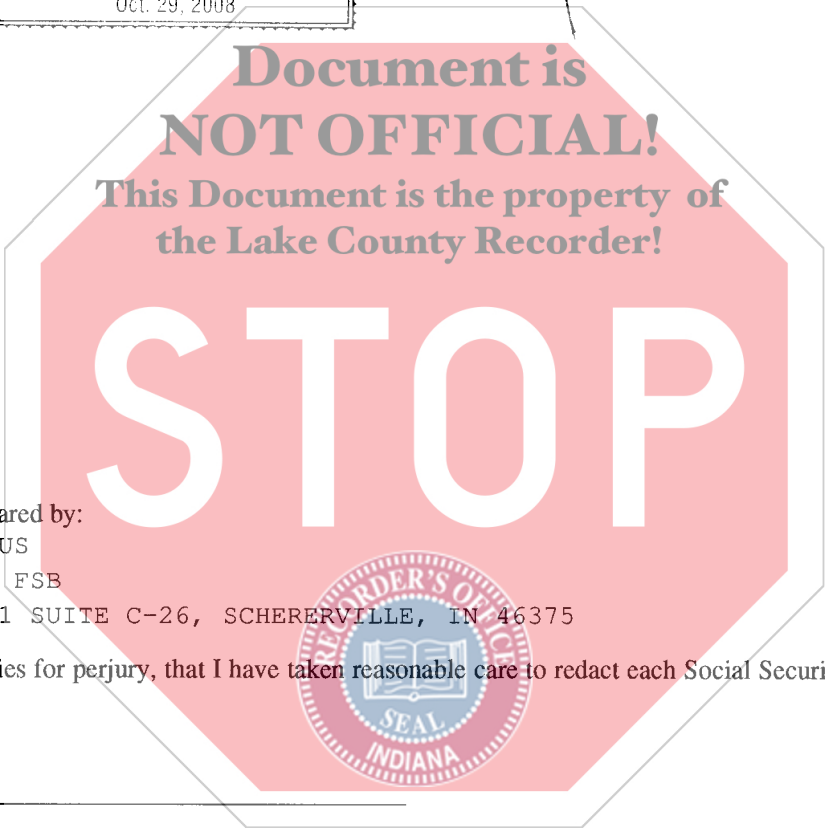 Oct. 29, 2008
Document is
NOT OFFICIAL!
This Document is the property of
the Lake County Recorder!
STOP
ared by:
US
FSB
1 SUITE C-26, SCHERERVILLE, IN 46375
ies for perjury, that I have taken reasonable care to redact each Social Securi
RECORDER'S OFFICE
SEAL
INDIANA